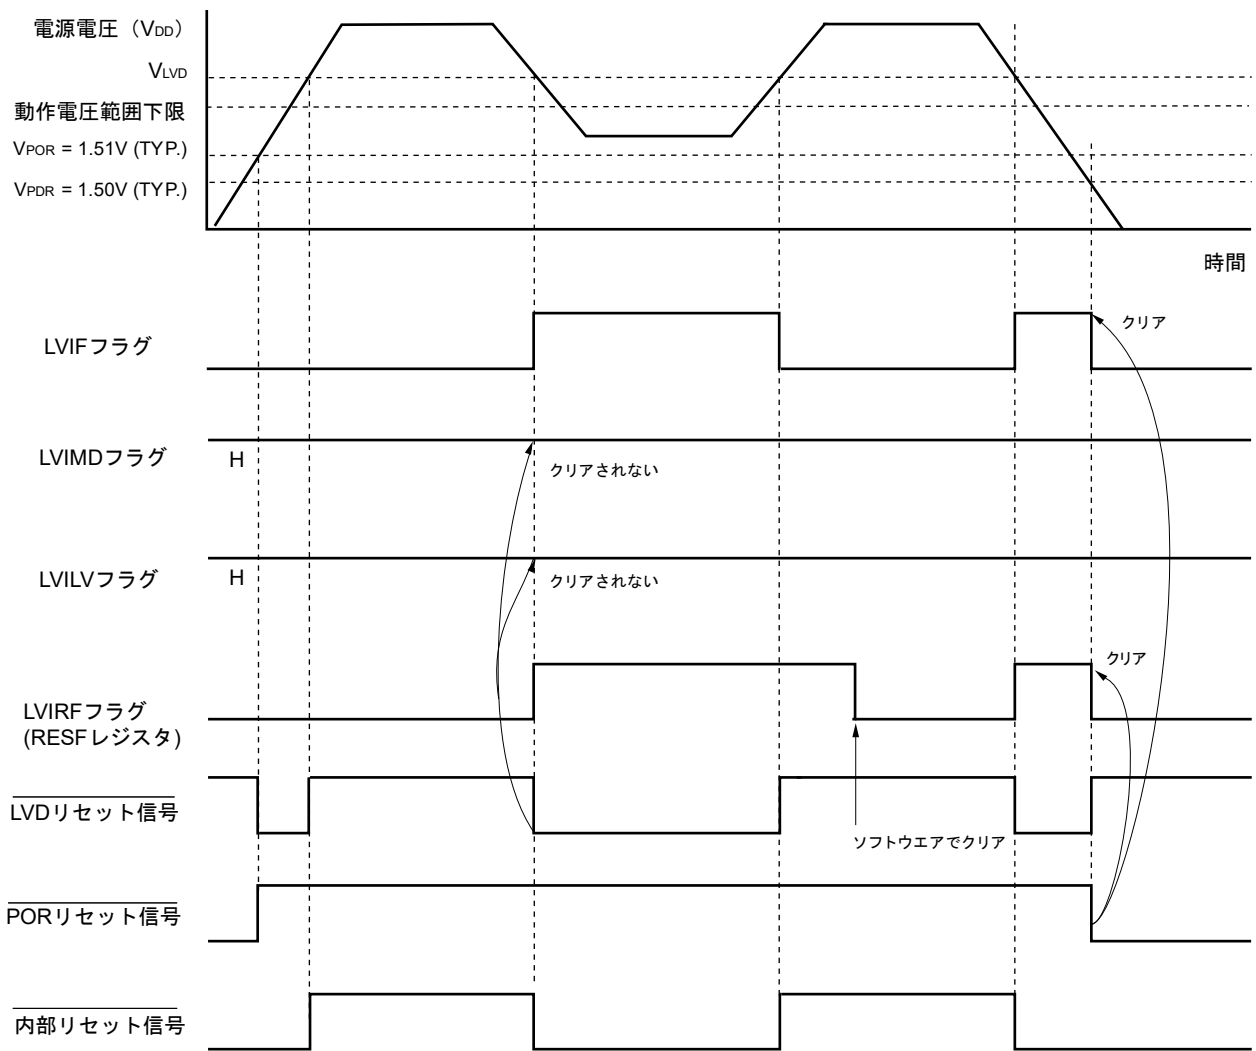 電源電圧（VDD）
VLVD
動作電圧範囲下限
VPOR = 1.51V (TYP.)
VPDR = 1.50V (TYP.)
時間
LVIFフラグ
クリア
LVIMDフラグ
H
クリアされない
LVILVフラグ
H
クリアされない
クリア
LVIRFフラグ
(RESFレジスタ)
LVDリセット信号
ソフトウエアでクリア
PORリセット信号
内部リセット信号